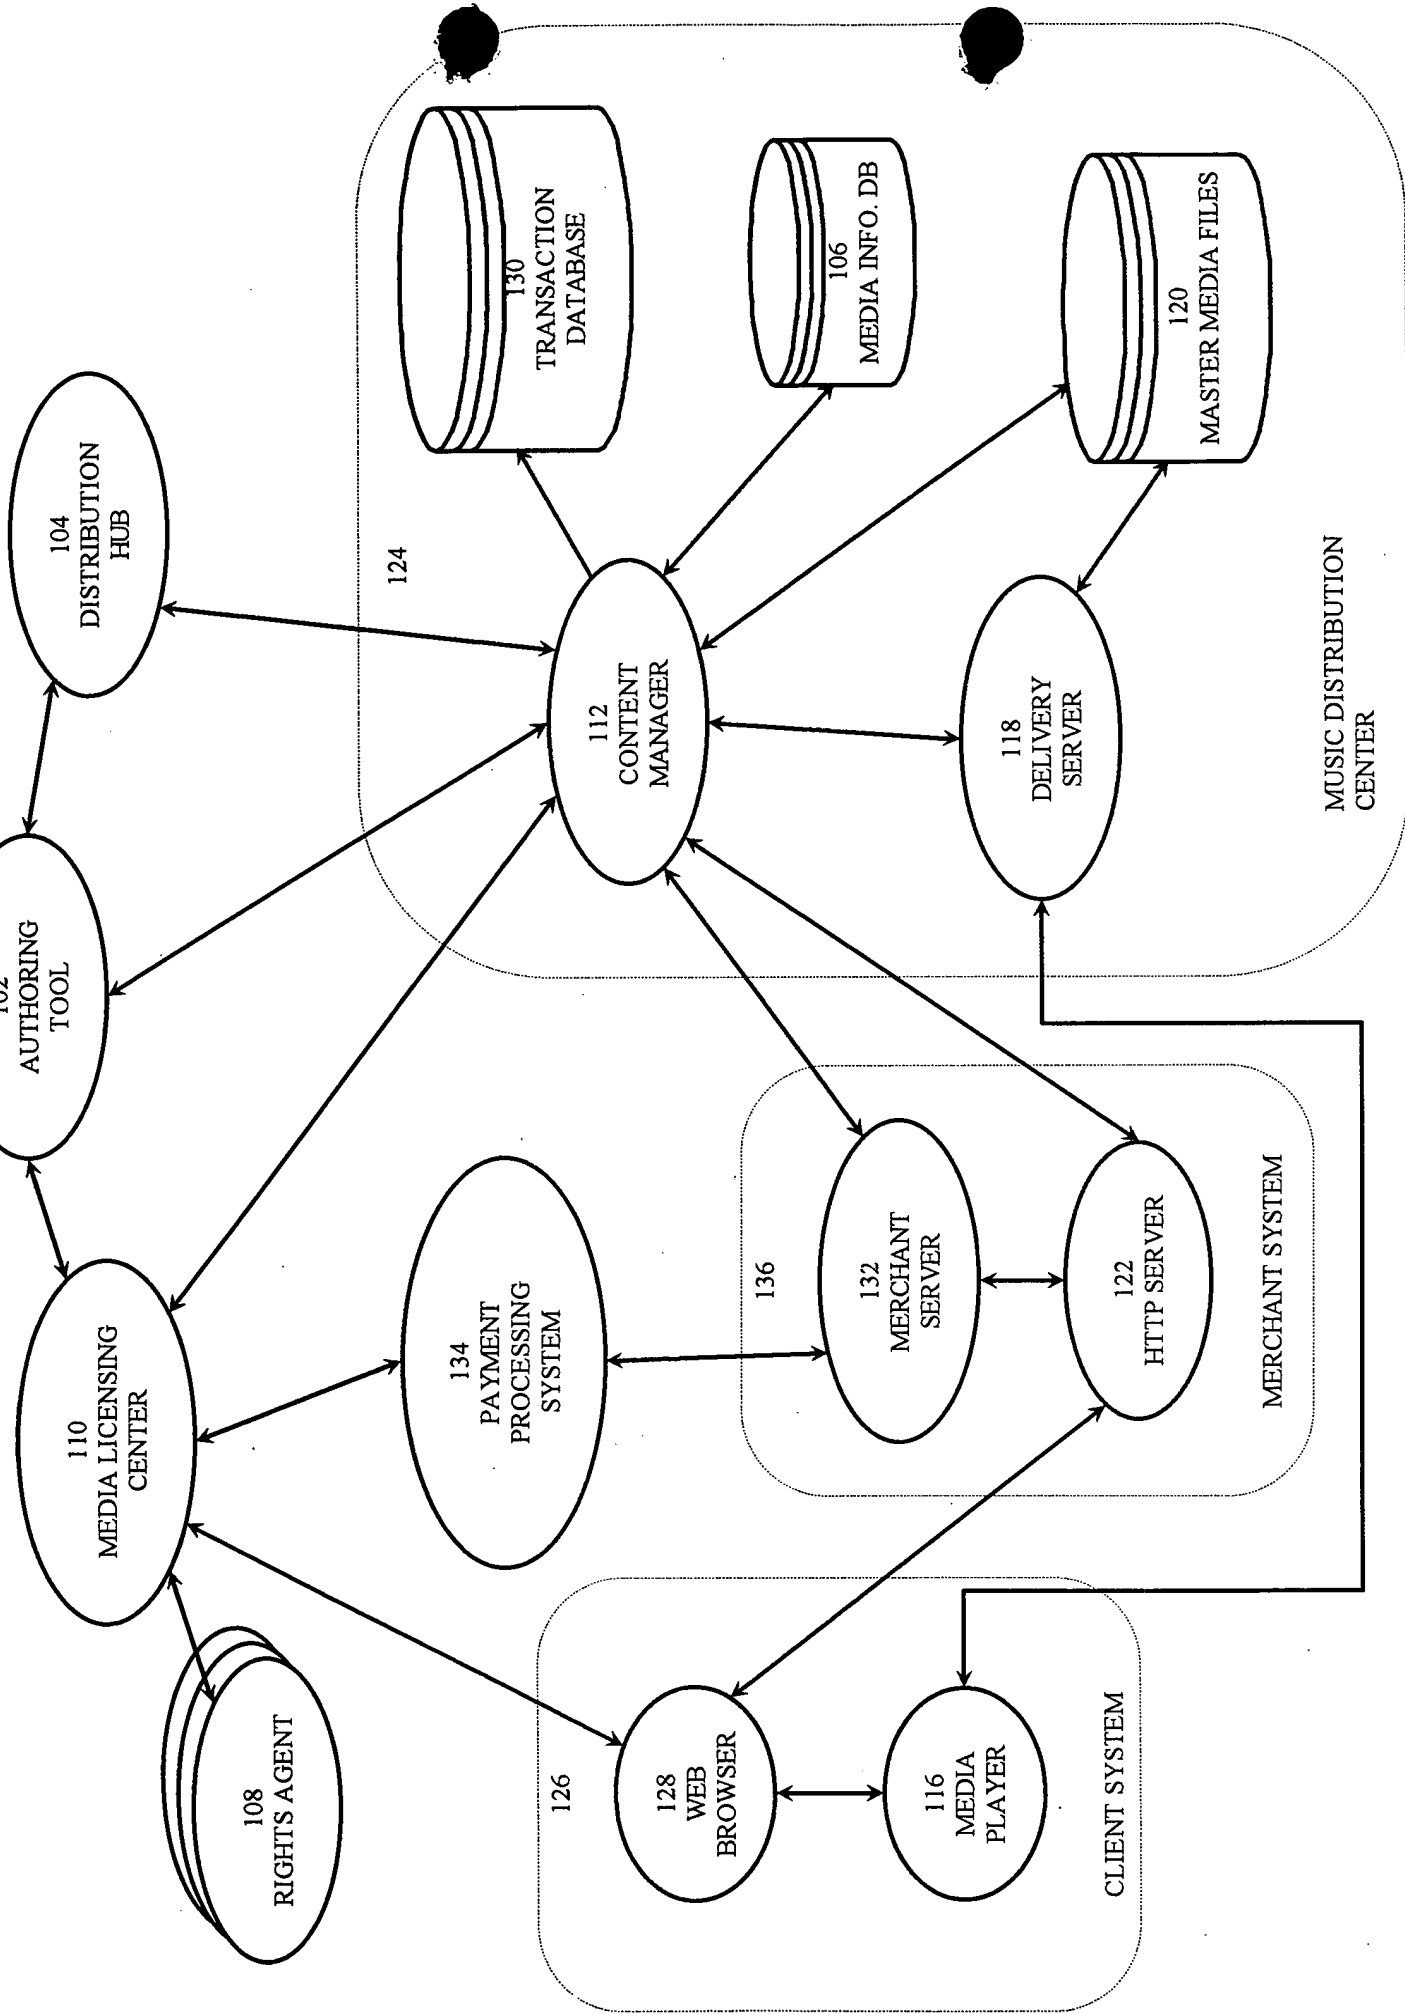 102
AUTHORING
TOOL
104
DISTRIBUTION
HUB
110
MEDIA LICENSING
CENTER
108
RIGHTS AGENT
124
130
TRANSACTION
DATABASE
134
PAYMENT
PROCESSING
SYSTEM
112
CONTENT
MANAGER
106
MEDIA INFO. DB
126
128
WEB
BROWSER
136
132
MERCHANT
SERVER
116
MEDIA
PLAYER
122
HTTP SERVER
118
DELIVERY
SERVER
120
MASTER MEDIA FILES
CLIENT SYSTEM
MERCHANT SYSTEM
MUSIC DISTRIBUTION
CENTER